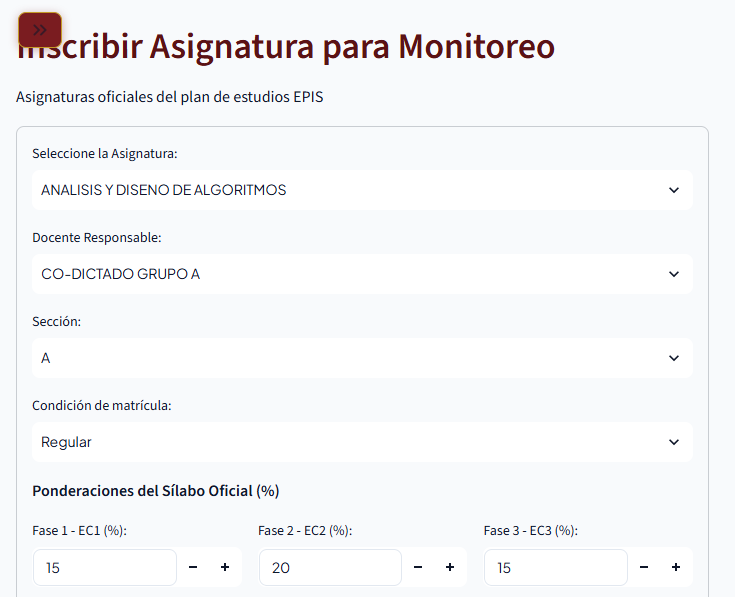 Inscribir Asignatura para Monitoreo
Asignaturas oficiales del plan de estudios EPIS
Seleccione la Asignatura:
ANALISIS Y DISENO DE ALGORITMOS
Docente Responsable:
CO-DICTADO GRUPO A
Sección:
A
Condición de matrícula:
Regular
Ponderaciones del Sílabo Oficial (%)
Fase 1 - EC1 (%): Fase 2 - EC2 (%): Fase 3 - EC3 (%):
15 − + 20 − + 15 − +